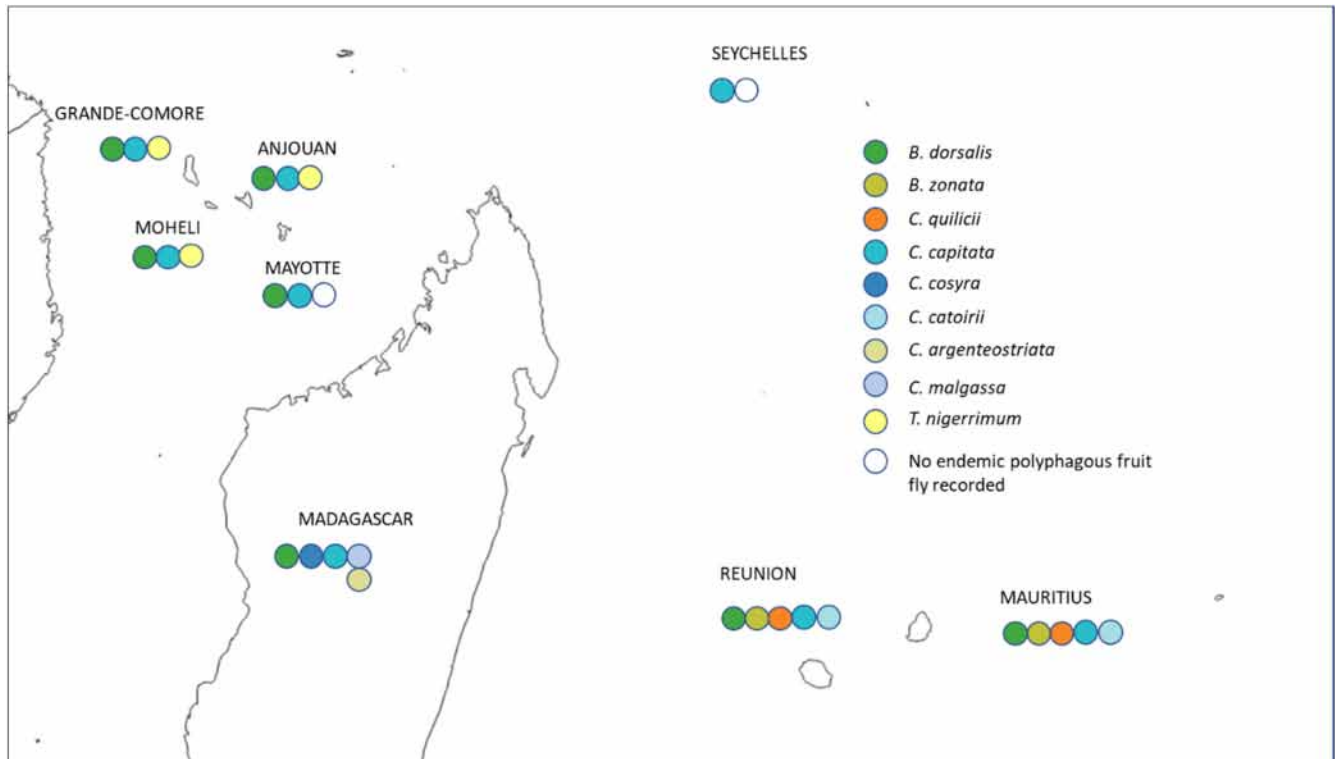 SEYCHELLES
GRANDE-COMORE
ANJOUAN
MOHELI
MAYOTTE
B. dorsalis
B. zonata
C. quilicii
C. capitata
C. cosyra
C. catoirii
C. argenteostriata
C. malgassa
T. nigerrimum
No endemic polyphagous fruit
fly recorded
MADAGASCAR
REUNION
MAURITIUS